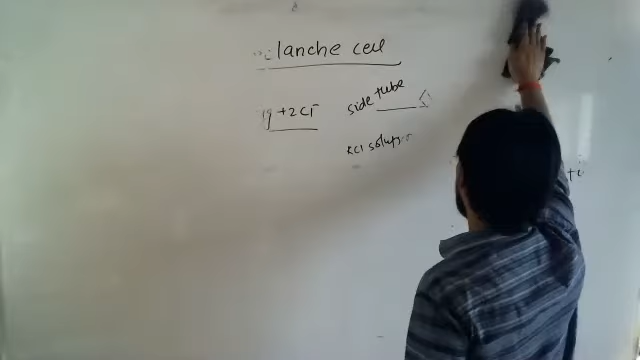 lanche cell
+2Cl⁻ side tube
KCl solution